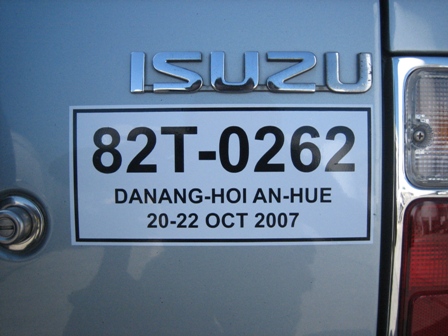 ISUZU
82T-0262
DANANG-HOI AN-HUE
20-22 OCT 2007